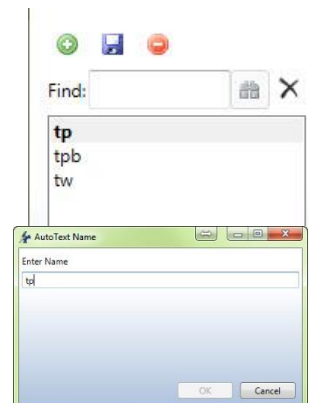 Find:
tp
tpb
tw
AutoText Name
Enter Name
tp
OK Cancel